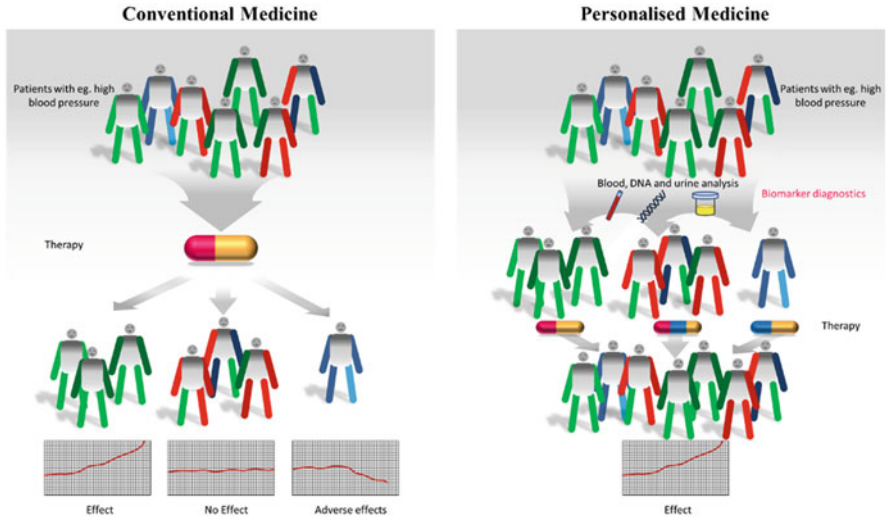 Conventional Medicine
Patients with eg. high
blood pressure
Therapy
Effect
No Effect
Adverse effects
Personalised Medicine
Patients with eg. high
blood pressure
Blood, DNA and urine analysis
Biomarker diagnostics
Therapy
Effect